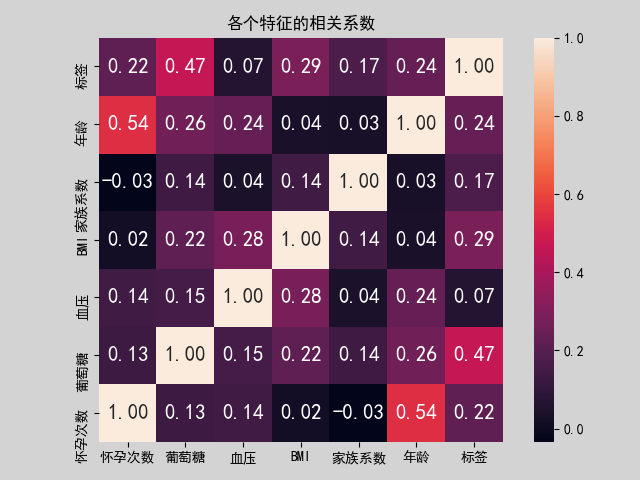 各个特征的相关系数
标签 0.22 0.47 0.07 0.29 0.17 0.24 1.00
年龄 0.54 0.26 0.24 0.04 0.03 1.00 0.24
家族系数 -0.03 0.14 0.04 0.14 1.00 0.03 0.17
BMI 0.02 0.22 0.28 1.00 0.14 0.04 0.29
血压 0.14 0.15 1.00 0.28 0.04 0.24 0.07
葡萄糖 0.13 1.00 0.15 0.22 0.14 0.26 0.47
怀孕次数 1.00 0.13 0.14 0.02 -0.03 0.54 0.22
怀孕次数 葡萄糖 血压 BMI 家族系数 年龄 标签
1.0
0.8
0.6
0.4
0.2
0.0